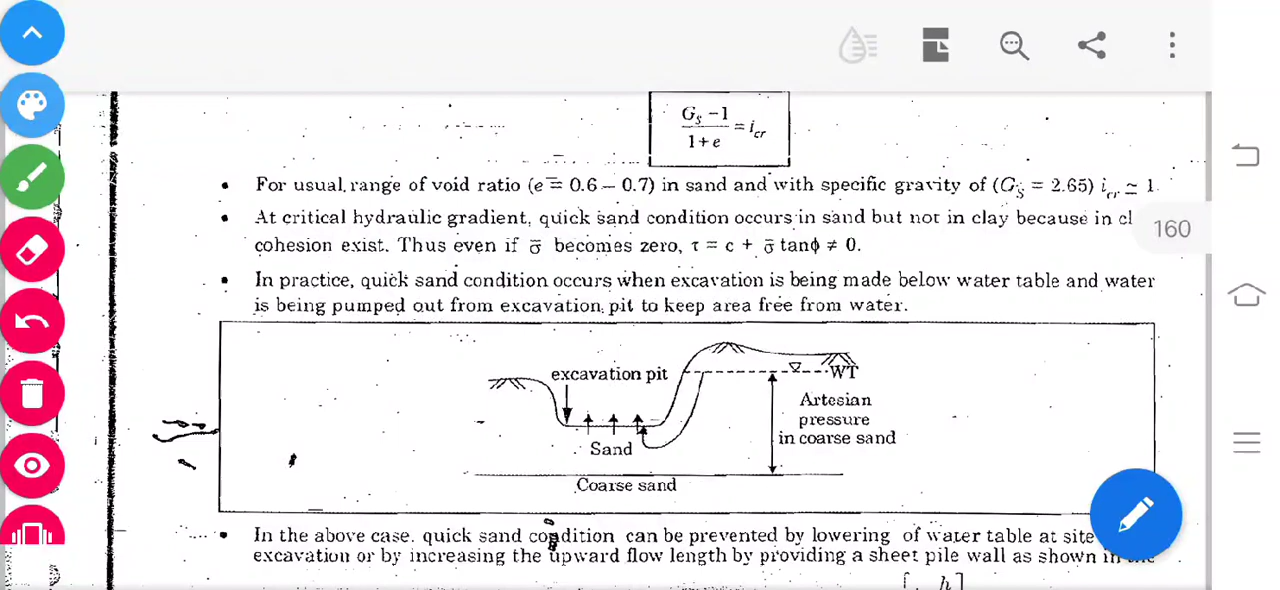 G_S − 1
/ 1 + e = i_cr
• For usual range of void ratio (e = 0.6 – 0.7) in sand and with specific gravity of (G_S = 2.65) i_cr ≃ 1.
• At critical hydraulic gradient, quick sand condition occurs in sand but not in clay because in cl
160
cohesion exist. Thus even if σ̄ becomes zero, τ = c + σ̄ tanϕ ≠ 0.
• In practice, quick sand condition occurs when excavation is being made below water table and water
is being pumped out from excavation pit to keep area free from water.
excavation pit
WT
Artesian
pressure
in coarse sand
Sand
Coarse sand
• In the above case, quick sand condition can be prevented by lowering of water table at site
excavation or by increasing the upward flow length by providing a sheet pile wall as shown in the
h